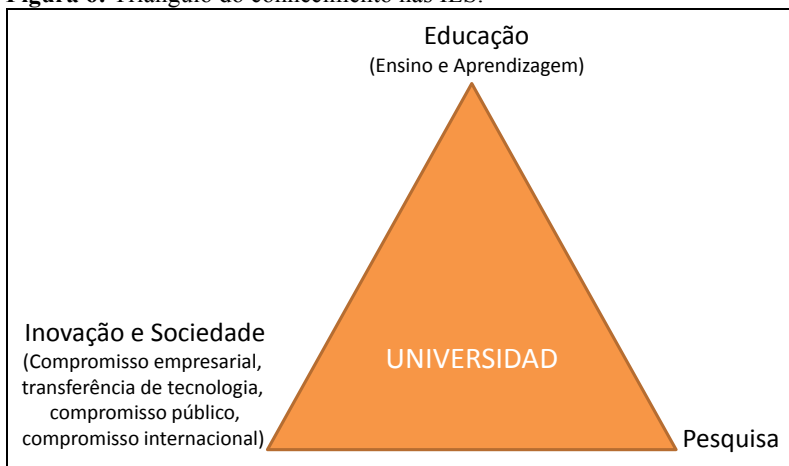 Figura 6: Triângulo do conhecimento nas IES.
Educação
(Ensino e Aprendizagem)
Inovação e Sociedade
(Compromisso empresarial,
transferência de tecnologia,
compromisso público,
compromisso internacional)
UNIVERSIDAD
Pesquisa